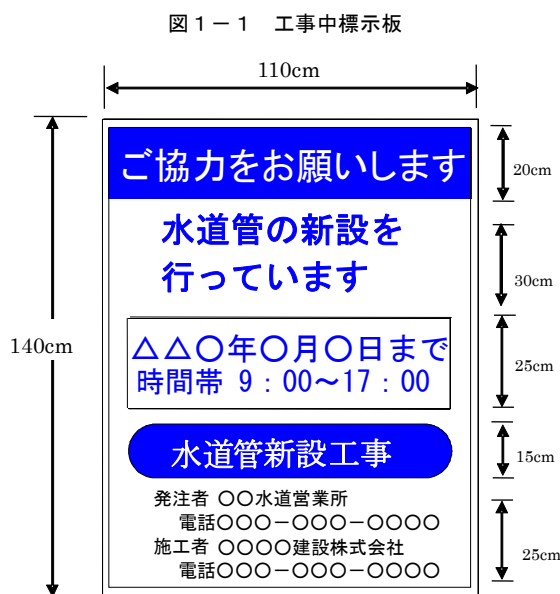 図１－１　工事中標示板
110cm
ご協力をお願いします
20cm
水道管の新設を
行っています
30cm
140cm
△△〇年〇月〇日まで
時間帯 9：00～17：00
25cm
水道管新設工事
15cm
発注者 〇〇水道営業所
電話〇〇〇－〇〇〇－〇〇〇〇
施工者 〇〇〇〇建設株式会社
電話〇〇〇－〇〇〇－〇〇〇〇
25cm